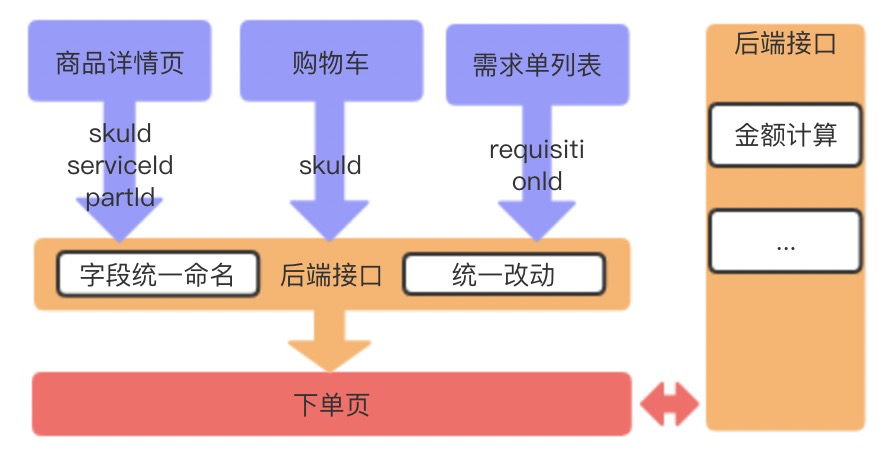 商品详情页
购物车
需求单列表
后端接口
skuId
serviceId
partId
skuId
requisiti
onId
金额计算
...
字段统一命名
后端接口
统一改动
下单页